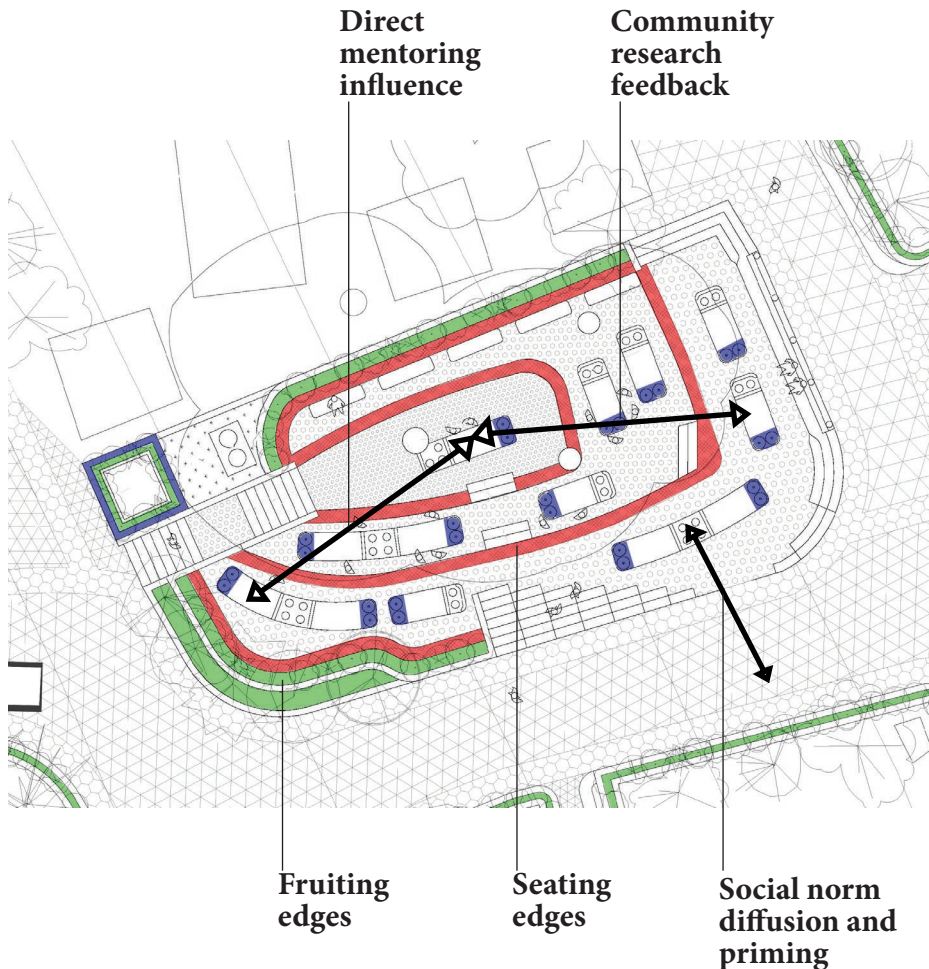 Direct
mentoring
influence
Community
research
feedback
Fruiting
edges
Seating
edges
Social norm
diffusion and
priming